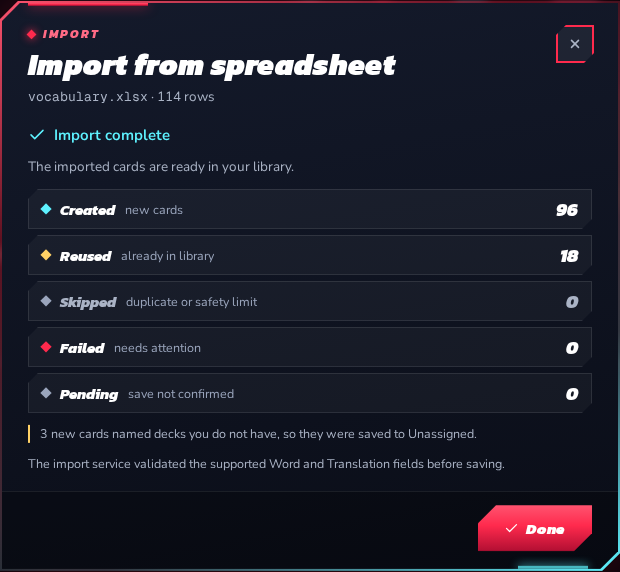 IMPORT
Import from spreadsheet
vocabulary.xlsx · 114 rows
Import complete
The imported cards are ready in your library.
Created new cards 96
Reused already in library 18
Skipped duplicate or safety limit 0
Failed needs attention 0
Pending save not confirmed 0
3 new cards named decks you do not have, so they were saved to Unassigned.
The import service validated the supported Word and Translation fields before saving.
Done